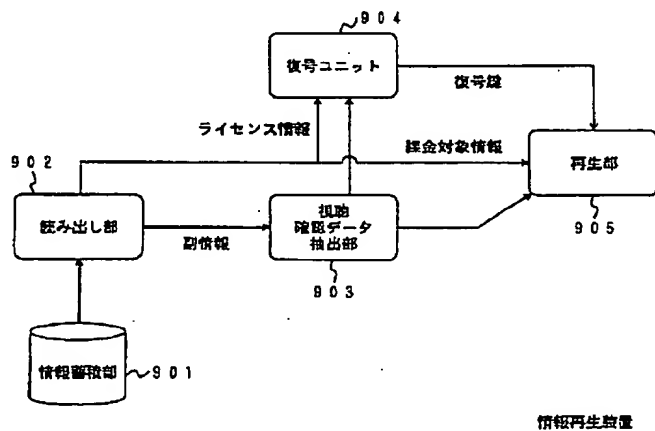 904
復号ユニット
復号鍵
ライセンス情報
課金対象情報
902
再生部
読み出し部
副情報
視聴
確認データ
抽出部
905
903
情報蓄積部
901
情報再生装置